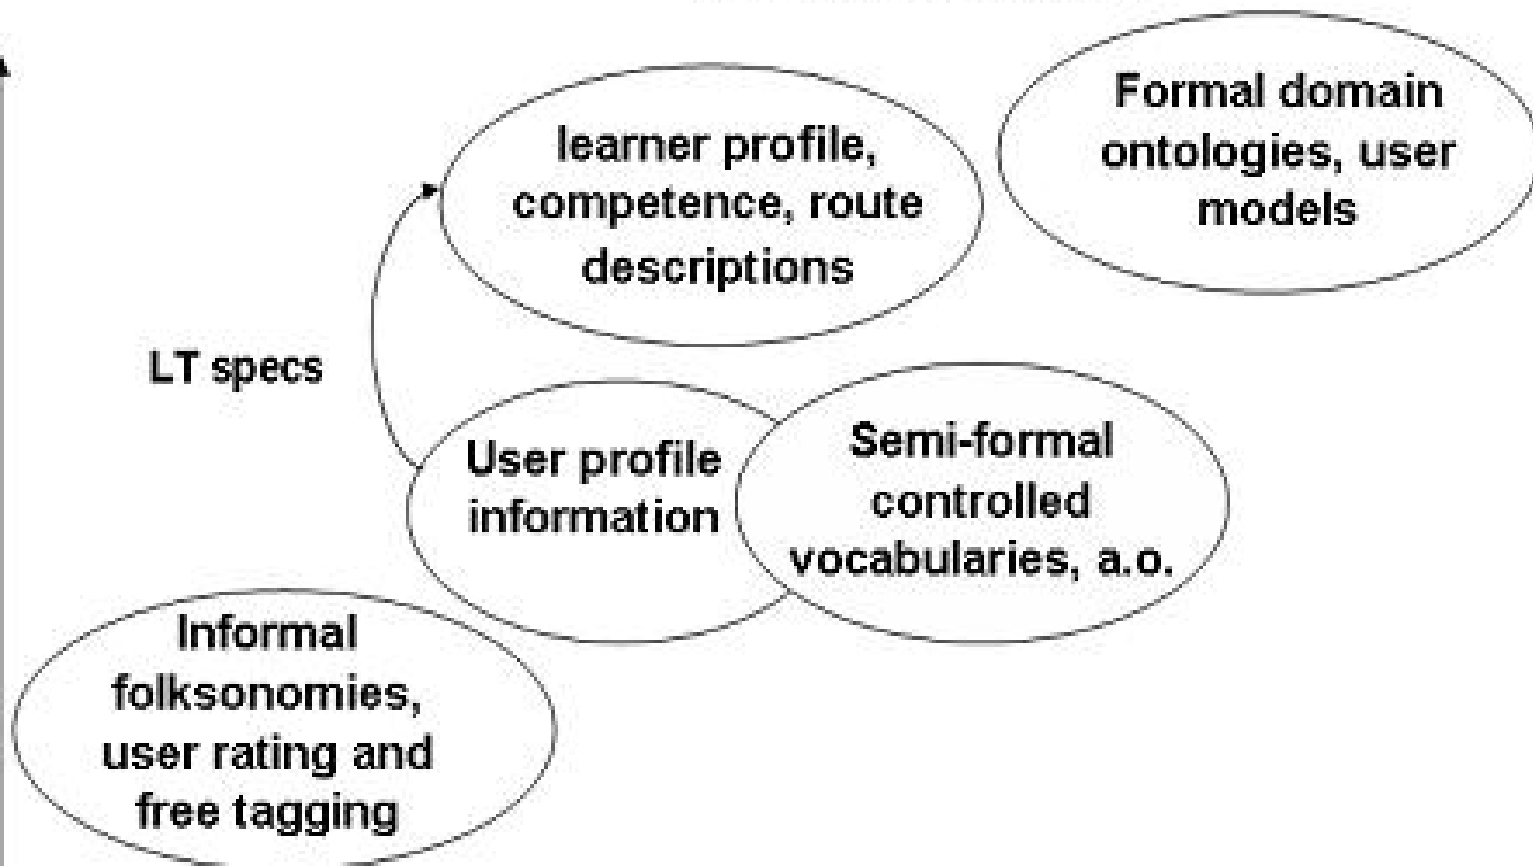 Formal domain
ontologies, user
models
learner profile,
competence, route
descriptions
LT specs
User profile
information
Semi-formal
controlled
vocabularies, a.o.
Informal
folksonomies,
user rating and
free tagging